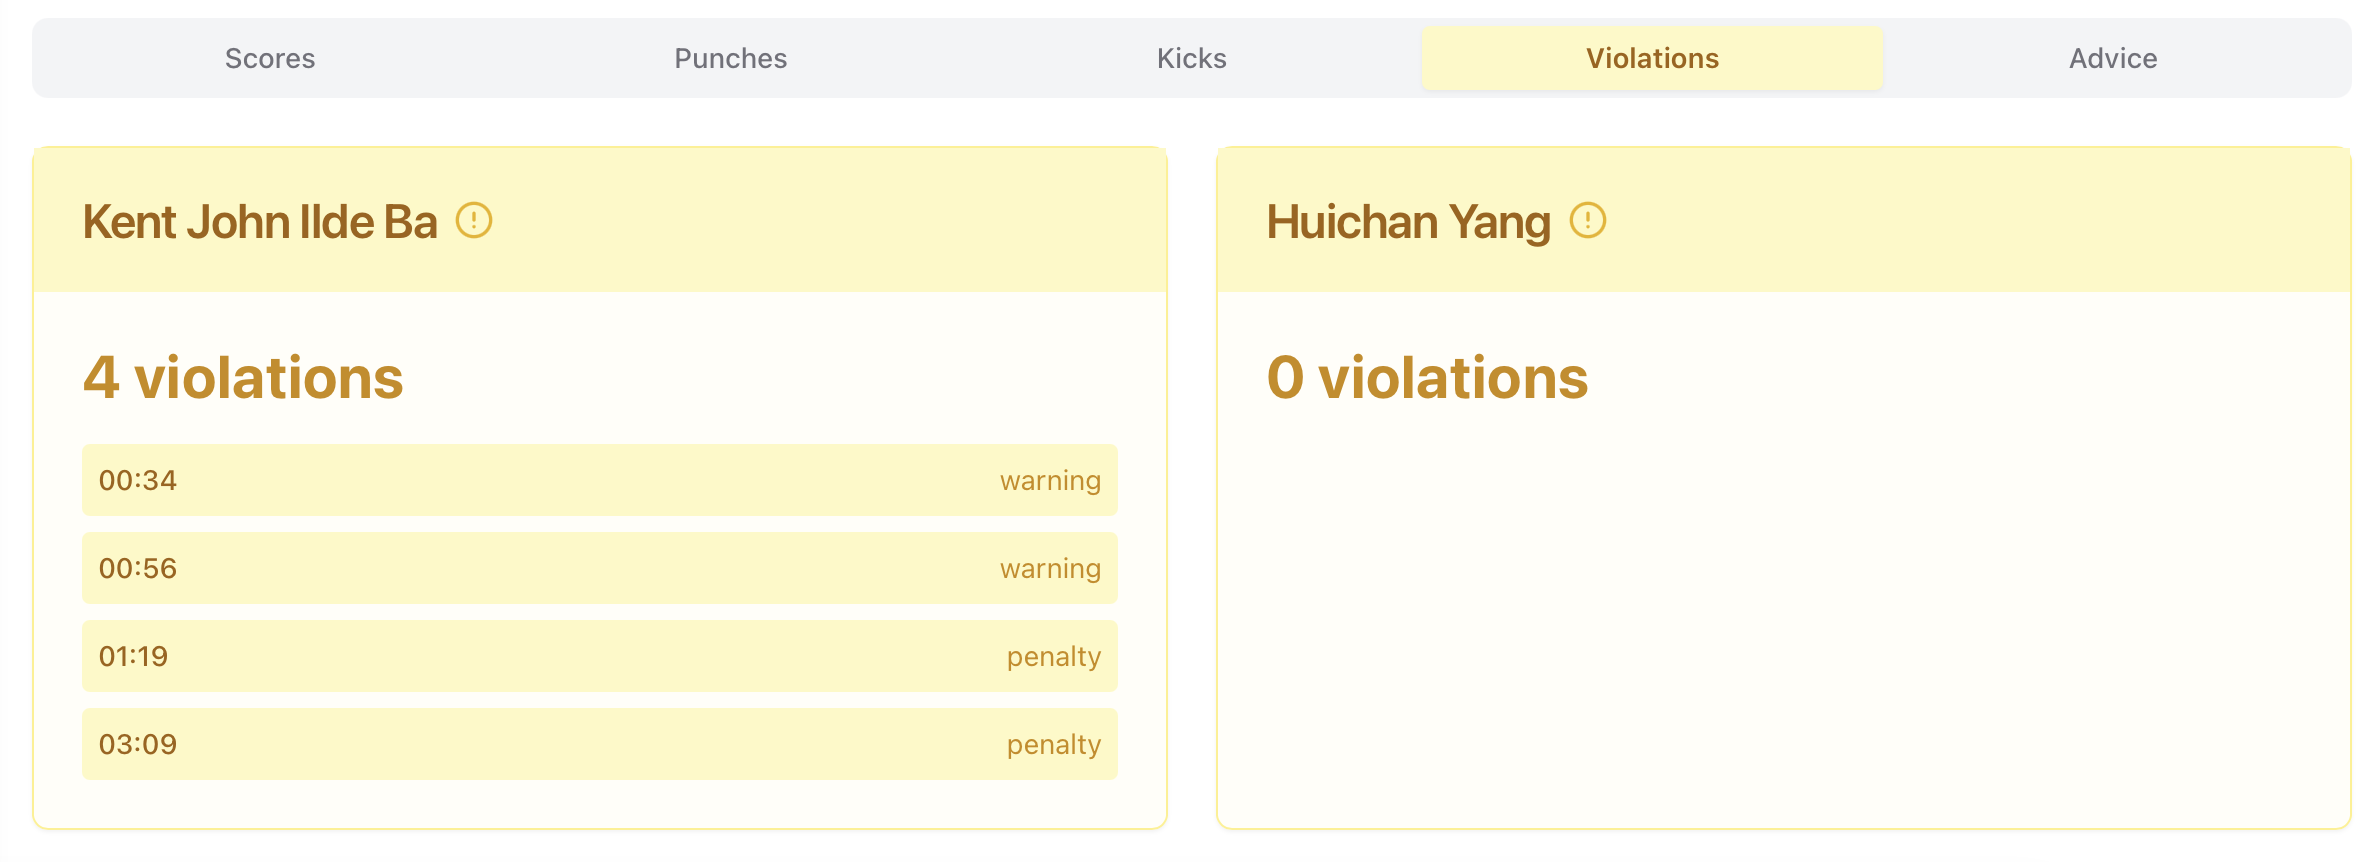 Scores
Punches
Kicks
Violations
Advice
Kent John Ilde Ba
4 violations
00:34 warning
00:56 warning
01:19 penalty
03:09 penalty
Huichan Yang
0 violations